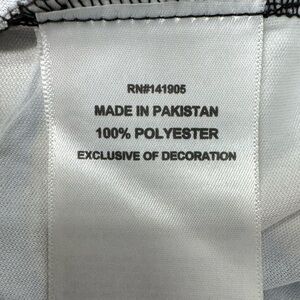 RN#141905
MADE IN PAKISTAN
100% POLYESTER
EXCLUSIVE OF DECORATION